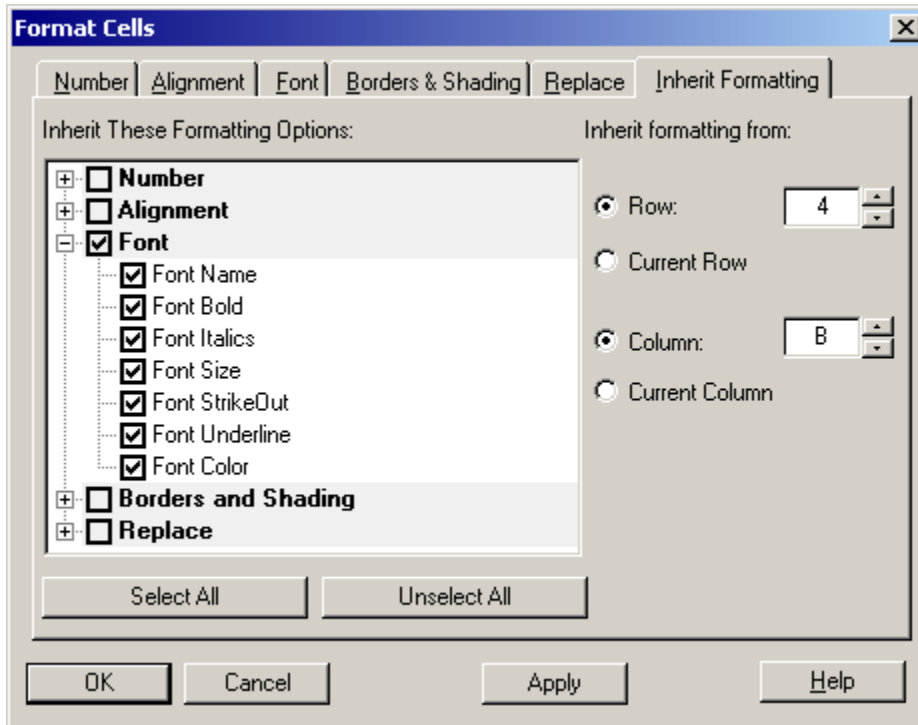 Format Cells
Number Alignment Font Borders & Shading Replace Inherit Formatting
Inherit These Formatting Options:
Inherit formatting from:
Number
Alignment
Font
Font Name
Font Bold
Font Italics
Font Size
Font StrikeOut
Font Underline
Font Color
Borders and Shading
Replace
Row: 4
Current Row
Column: B
Current Column
Select All Unselect All
OK Cancel Apply Help